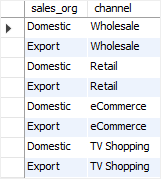 sales_org channel
Domestic Wholesale
Export Wholesale
Domestic Retail
Export Retail
Domestic eCommerce
Export eCommerce
Domestic TV Shopping
Export TV Shopping